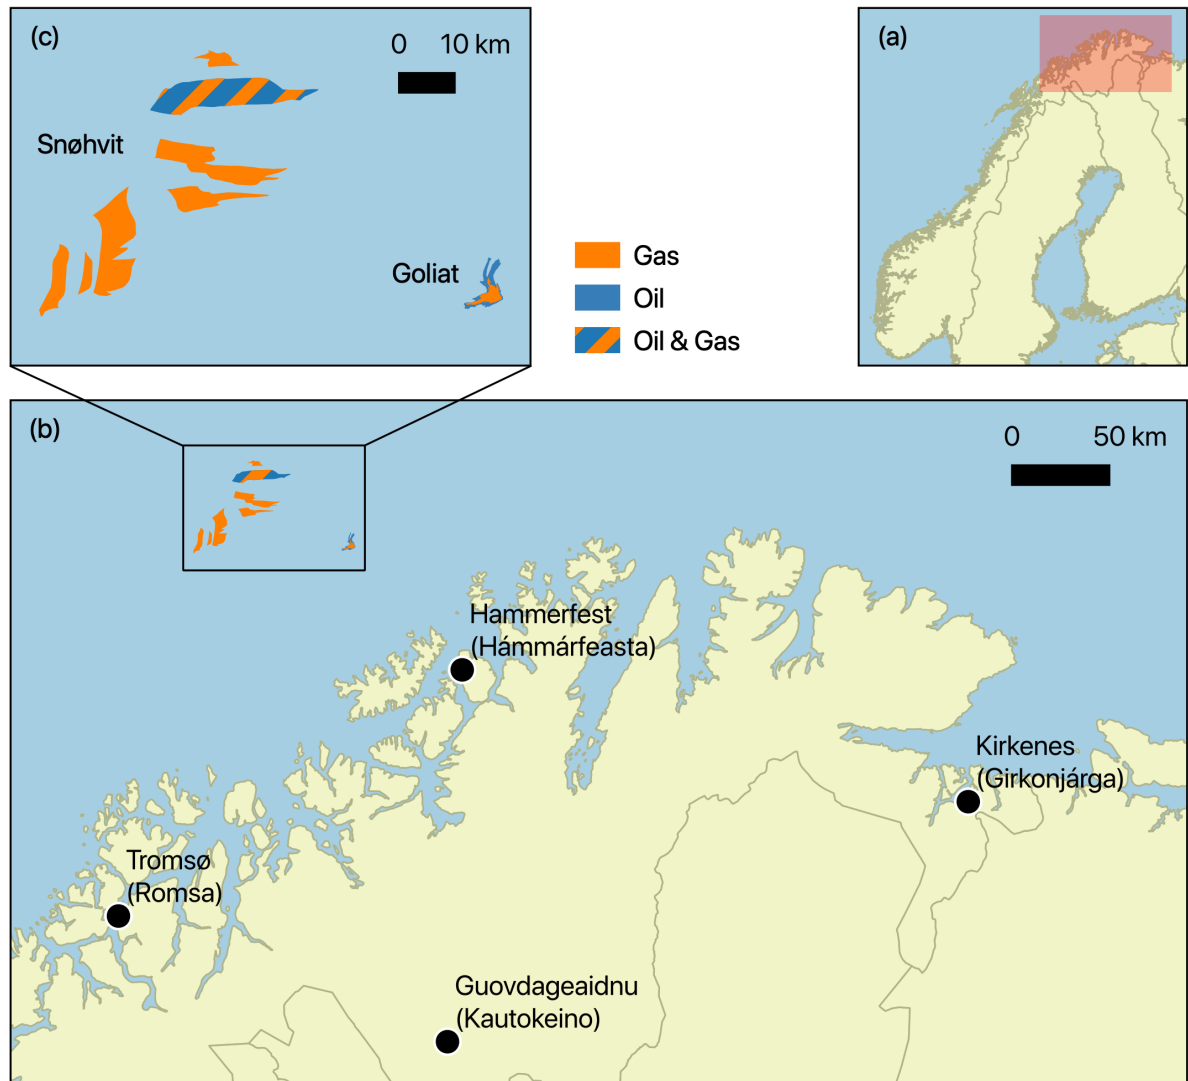 (c)
0 10 km
Snøhvit
Goliat
Gas
Oil
Oil & Gas
(a)
(b)
0 50 km
Hammerfest
(Hámmárfeasta)
Kirkenes
(Girkonjárga)
Tromsø
(Romsa)
Guovdageaidnu
(Kautokeino)